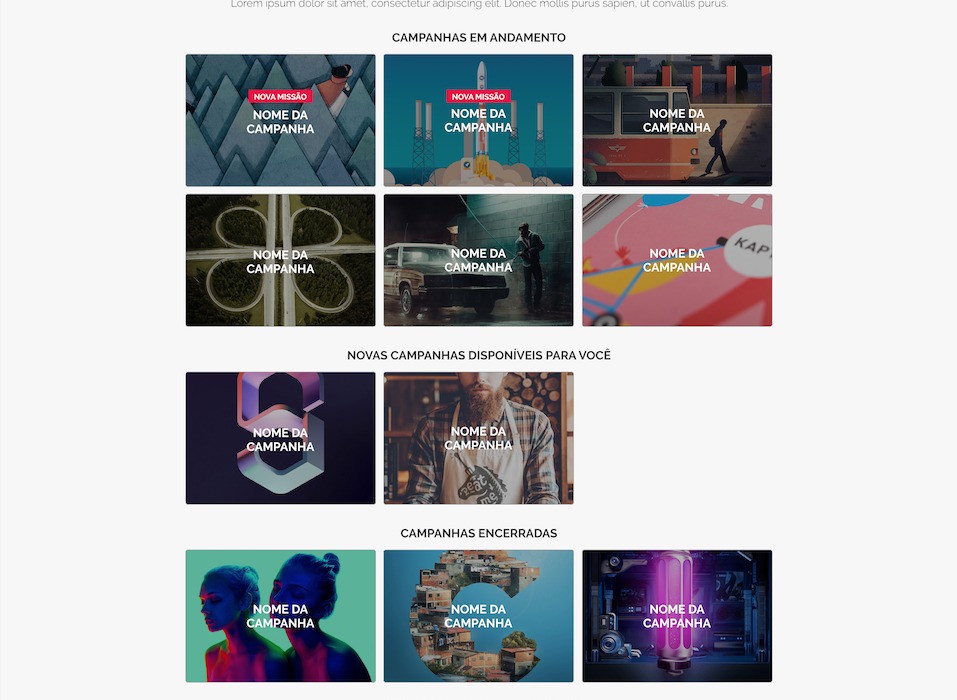 Lorem ipsum dolor sit amet, consectetur adipiscing elit. Donec mollis purus sapien, ut convallis purus.
CAMPANHAS EM ANDAMENTO
NOVA MISSÃO
NOME DA
CAMPANHA
NOVA MISSÃO
NOME DA
CAMPANHA
NOME DA
CAMPANHA
NOME DA
CAMPANHA
NOME DA
CAMPANHA
NOME DA
CAMPANHA
KAP
NOVAS CAMPANHAS DISPONÍVEIS PARA VOCÊ
NOME DA
CAMPANHA
NOME DA
CAMPANHA
eat
me
CAMPANHAS ENCERRADAS
NOME DA
CAMPANHA
NOME DA
CAMPANHA
NOME DA
CAMPANHA